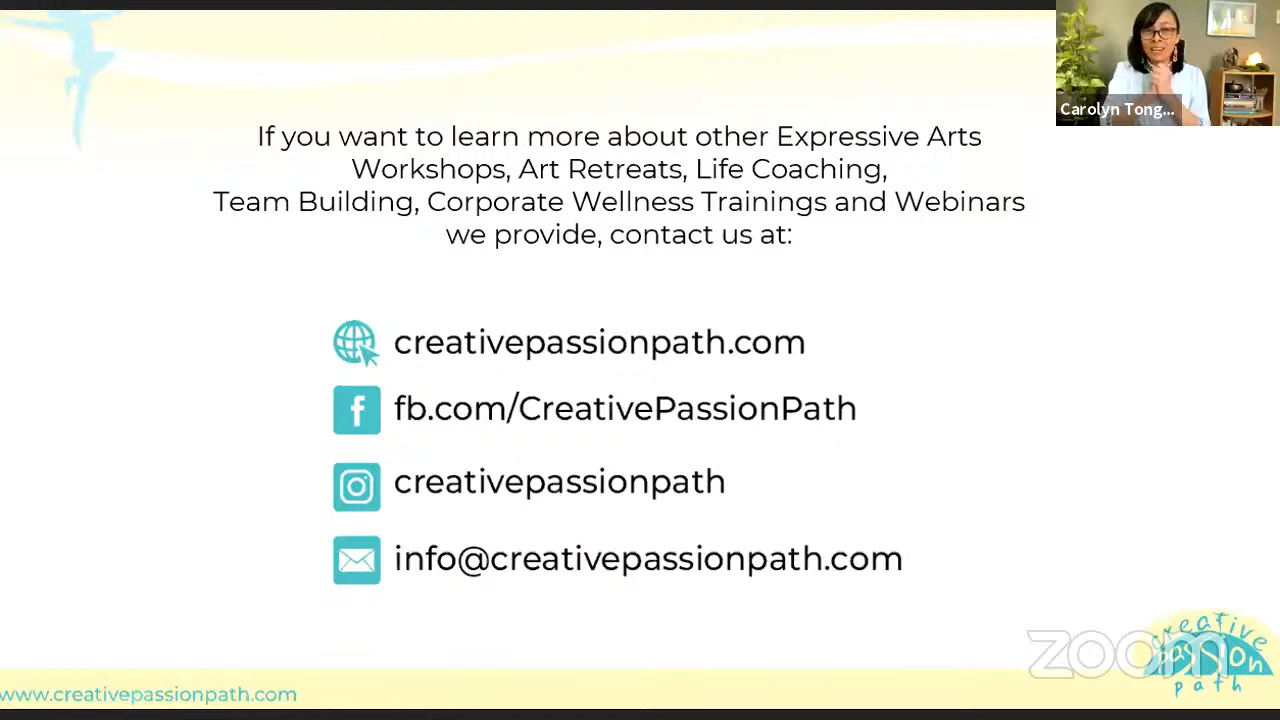 Carolyn Tong...
If you want to learn more about other Expressive Arts
Workshops, Art Retreats, Life Coaching,
Team Building, Corporate Wellness Trainings and Webinars
we provide, contact us at:
creativepassionpath.com
fb.com/CreativePassionPath
creativepassionpath
info@creativepassionpath.com
zoom
creative
passion
path
www.creativepassionpath.com